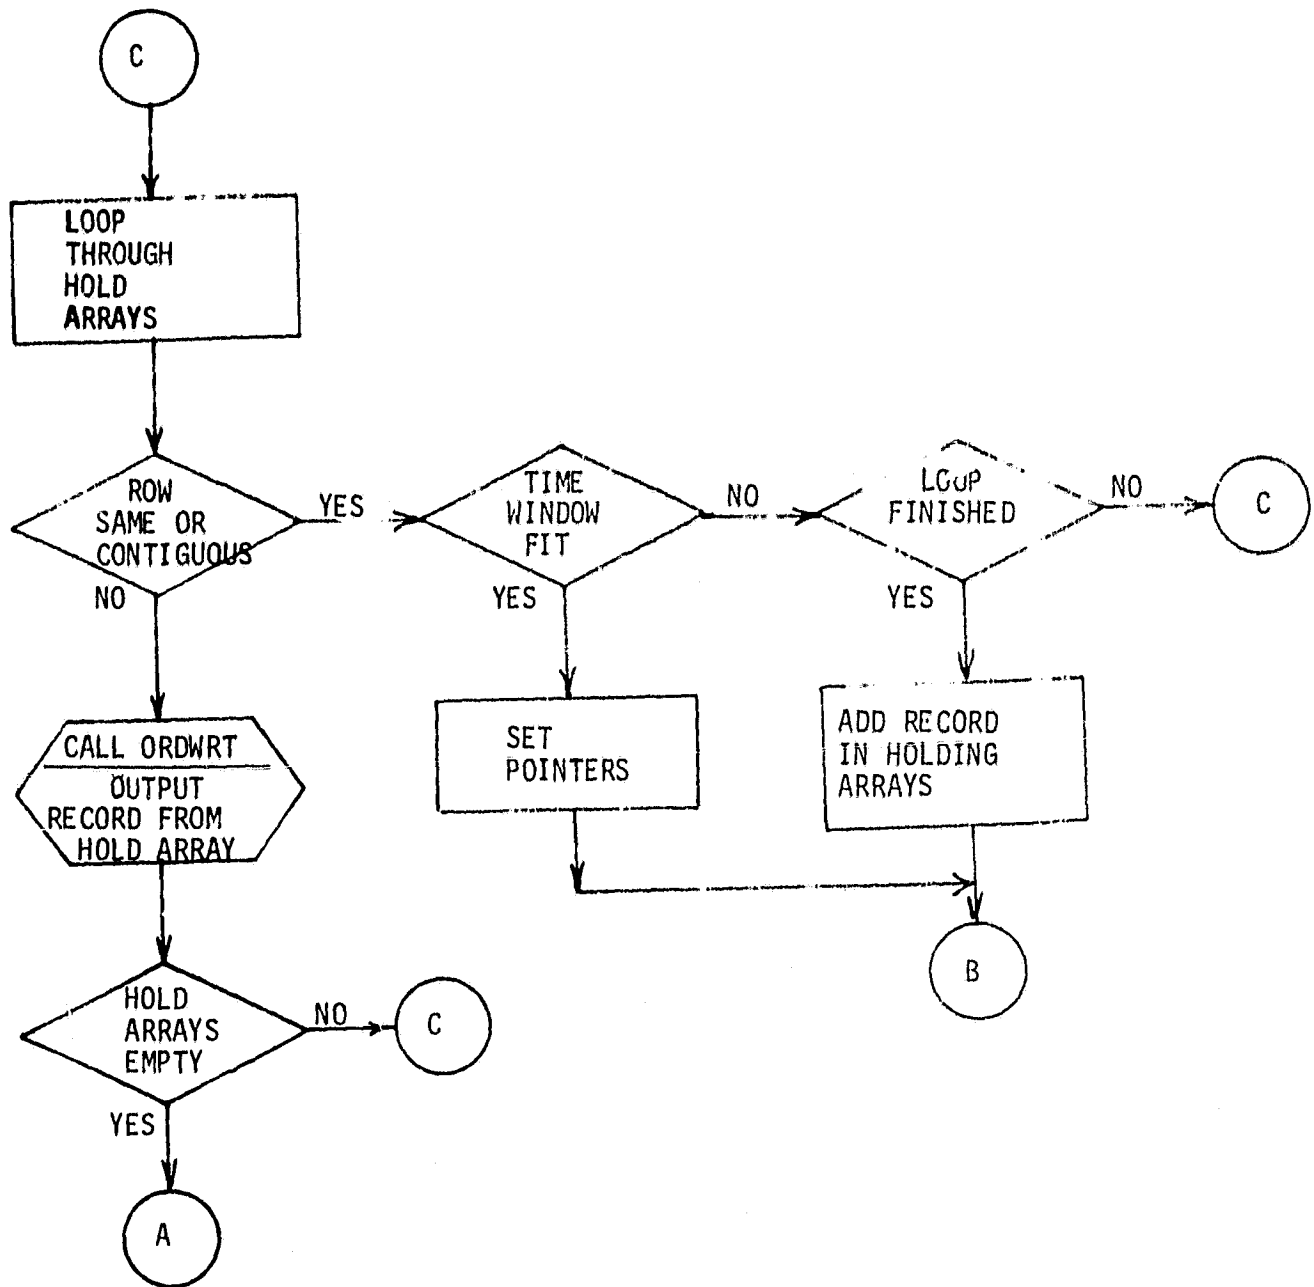 C
LOOP
THROUGH
HOLD
ARRAYS
ROW
SAME OR
CONTIGUOUS
YES
NO
TIME
WINDOW
FIT
NO
YES
LOOP
FINISHED
NO
YES
C
CALL ORDWRT
OUTPUT
RECORD FROM
HOLD ARRAY
SET
POINTERS
ADD RECORD
IN HOLDING
ARRAYS
B
HOLD
ARRAYS
EMPTY
NO
C
YES
A